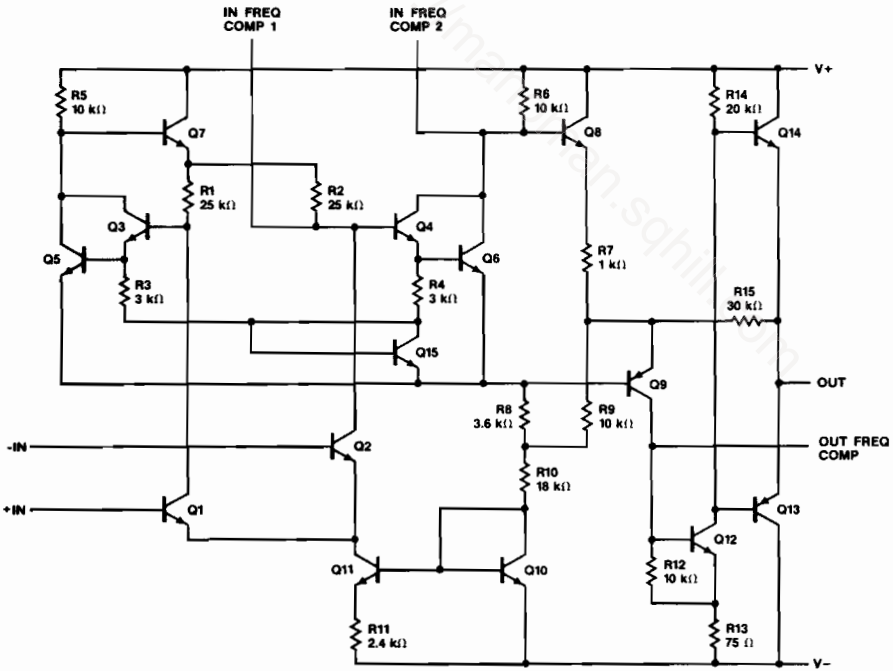 IN FREQ
COMP 1
IN FREQ
COMP 2
V+
R5
10 kΩ
R6
10 kΩ
R14
20 kΩ
Q7
Q8
Q14
R1
25 kΩ
R2
25 kΩ
Q3
Q4
Q5
Q6
R7
1 kΩ
R3
3 kΩ
R4
3 kΩ
R15
30 kΩ
Q15
Q9
OUT
R8
3.6 kΩ
R9
10 kΩ
-IN
Q2
OUT FREQ
COMP
R10
18 kΩ
+IN
Q1
Q13
Q12
Q11
Q10
R12
10 kΩ
R11
2.4 kΩ
R13
75 Ω
V-